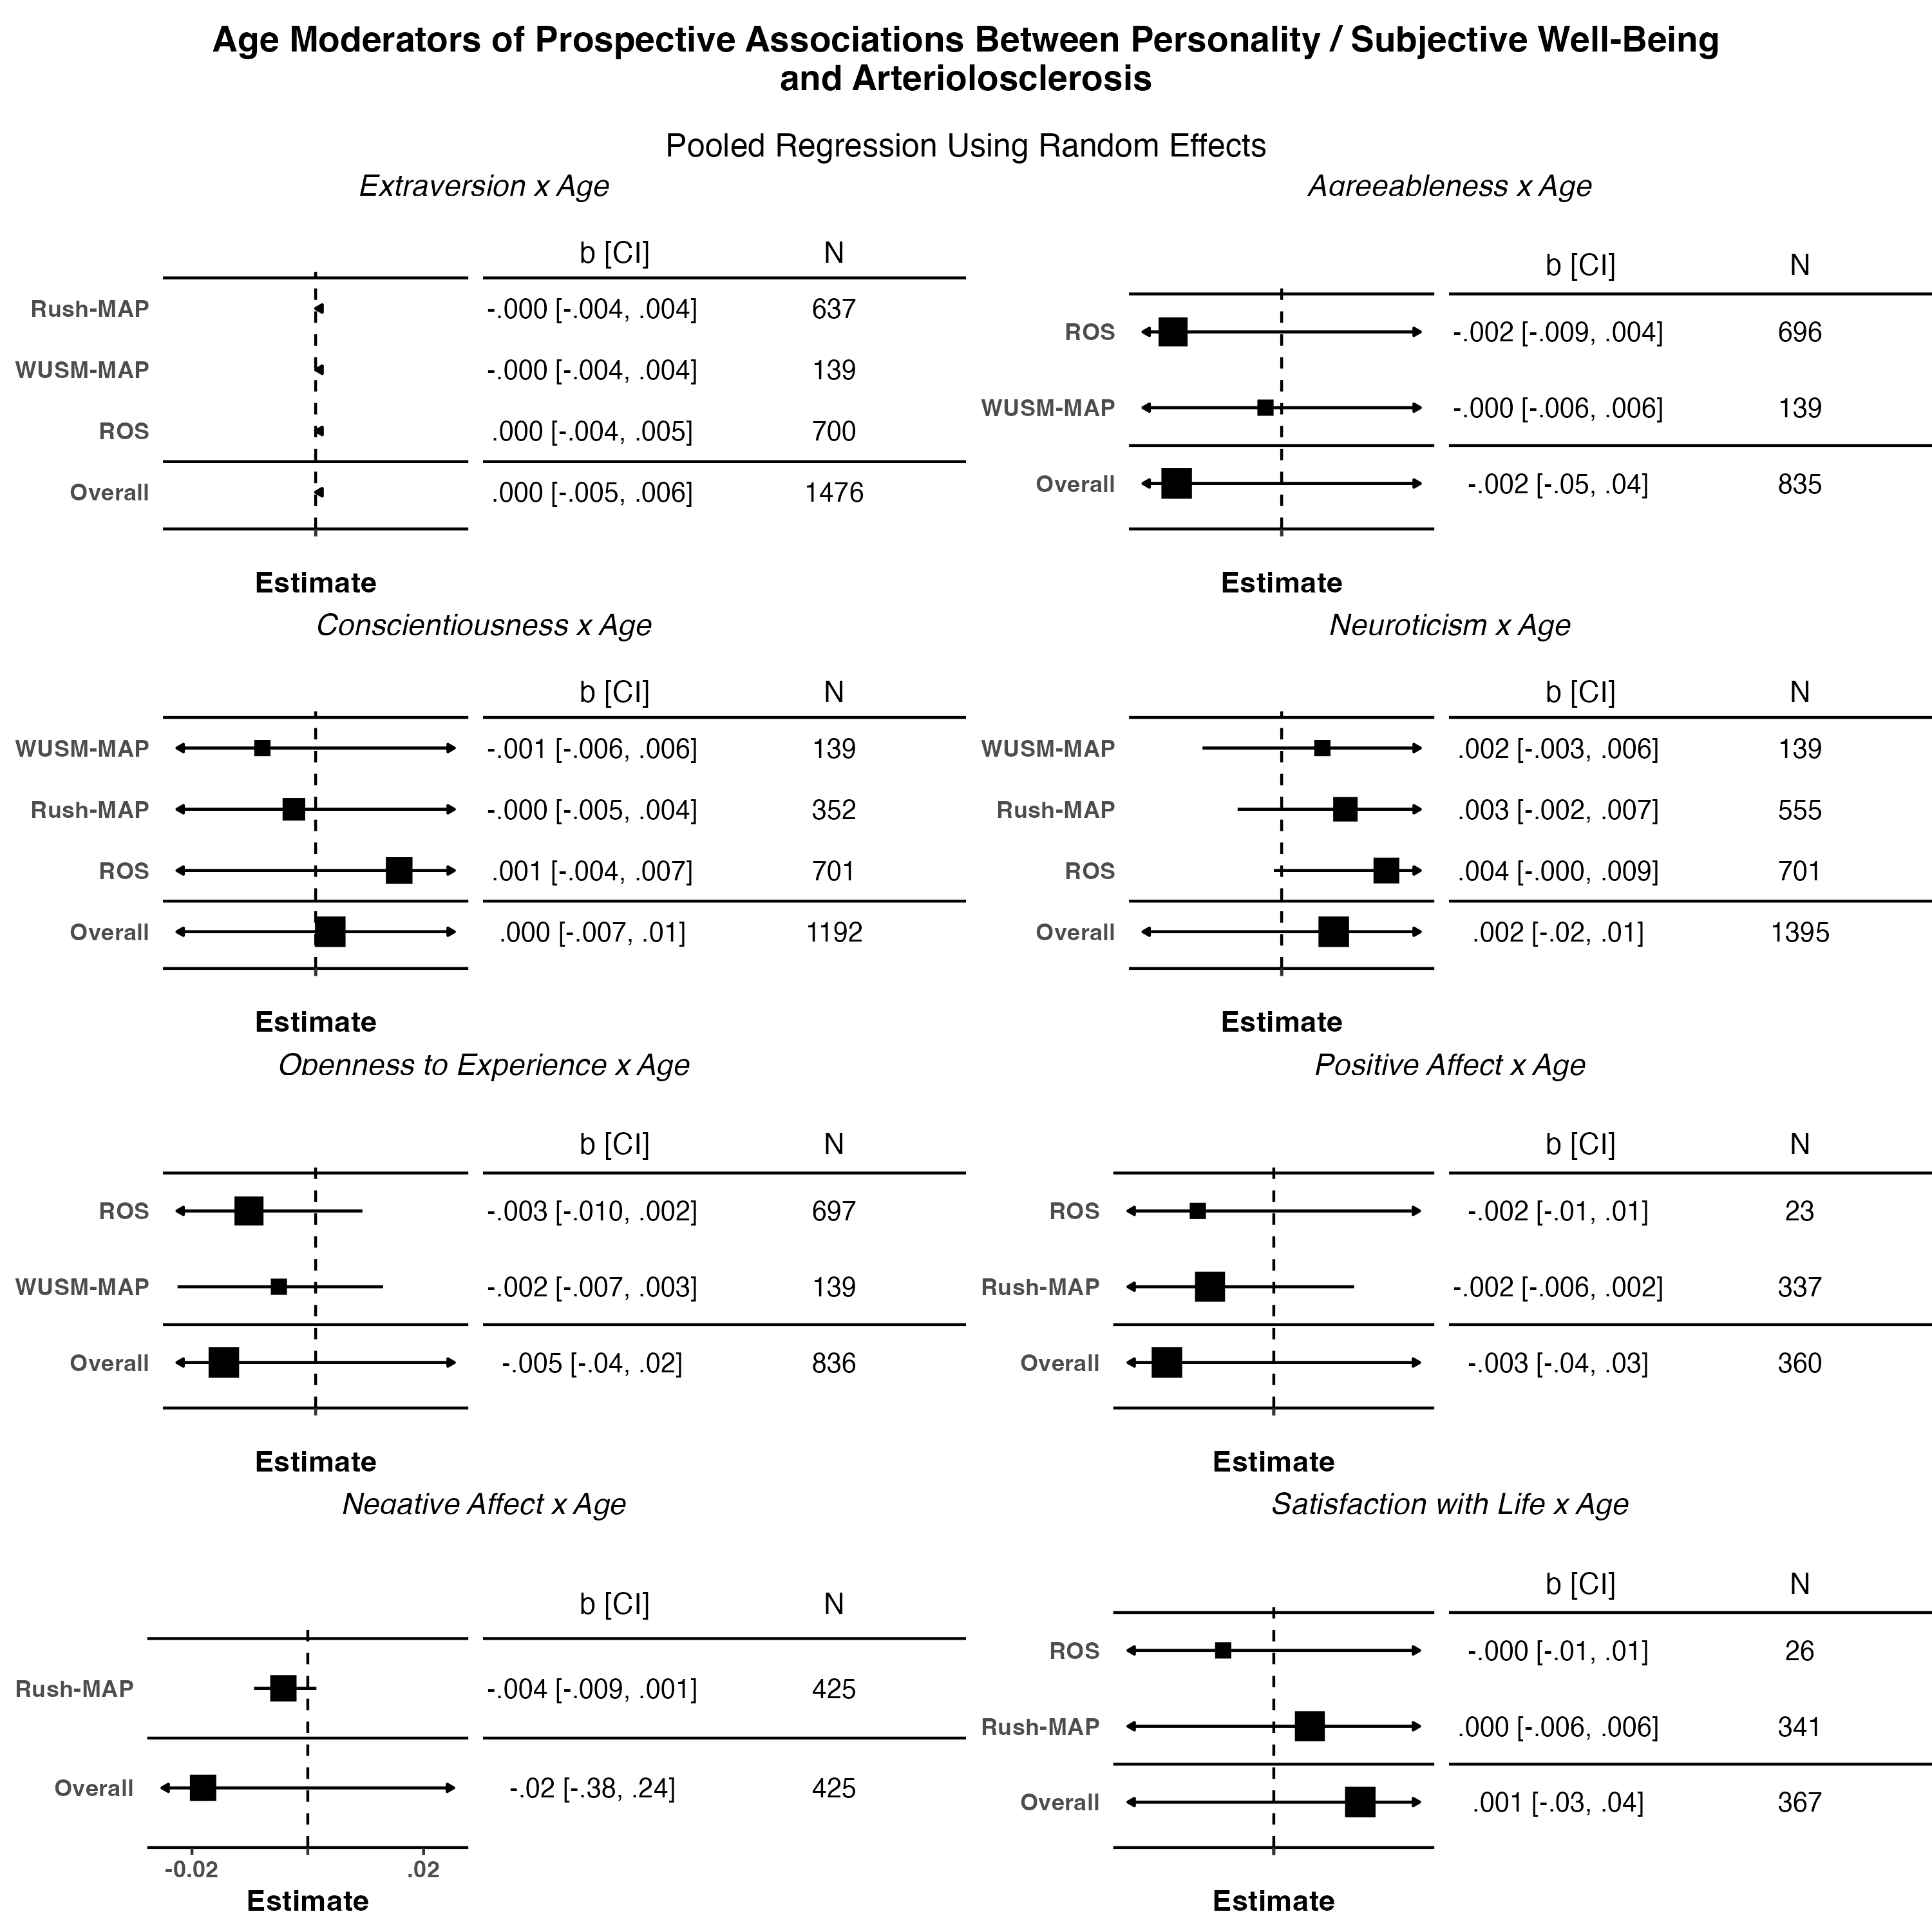 Age Moderators of Prospective Associations Between Personality / Subjective Well-Being
and Arteriolosclerosis
Pooled Regression Using Random Effects
Extraversion x Age
b [CI] N
Rush-MAP -.000 [-.004, .004] 637
WUSM-MAP -.000 [-.004, .004] 139
ROS .000 [-.004, .005] 700
Overall .000 [-.005, .006] 1476
Estimate
Agreeableness x Age
b [CI] N
ROS -.002 [-.009, .004] 696
WUSM-MAP -.000 [-.006, .006] 139
Overall -.002 [-.05, .04] 835
Estimate
Conscientiousness x Age
b [CI] N
WUSM-MAP -.001 [-.006, .006] 139
Rush-MAP -.000 [-.005, .004] 352
ROS .001 [-.004, .007] 701
Overall .000 [-.007, .01] 1192
Estimate
Neuroticism x Age
b [CI] N
WUSM-MAP .002 [-.003, .006] 139
Rush-MAP .003 [-.002, .007] 555
ROS .004 [-.000, .009] 701
Overall .002 [-.02, .01] 1395
Estimate
Openness to Experience x Age
b [CI] N
ROS -.003 [-.010, .002] 697
WUSM-MAP -.002 [-.007, .003] 139
Overall -.005 [-.04, .02] 836
Estimate
Positive Affect x Age
b [CI] N
ROS -.002 [-.01, .01] 23
Rush-MAP -.002 [-.006, .002] 337
Overall -.003 [-.04, .03] 360
Estimate
Negative Affect x Age
b [CI] N
Rush-MAP -.004 [-.009, .001] 425
Overall -.02 [-.38, .24] 425
-0.02 .02
Estimate
Satisfaction with Life x Age
b [CI] N
ROS -.000 [-.01, .01] 26
Rush-MAP .000 [-.006, .006] 341
Overall .001 [-.03, .04] 367
Estimate